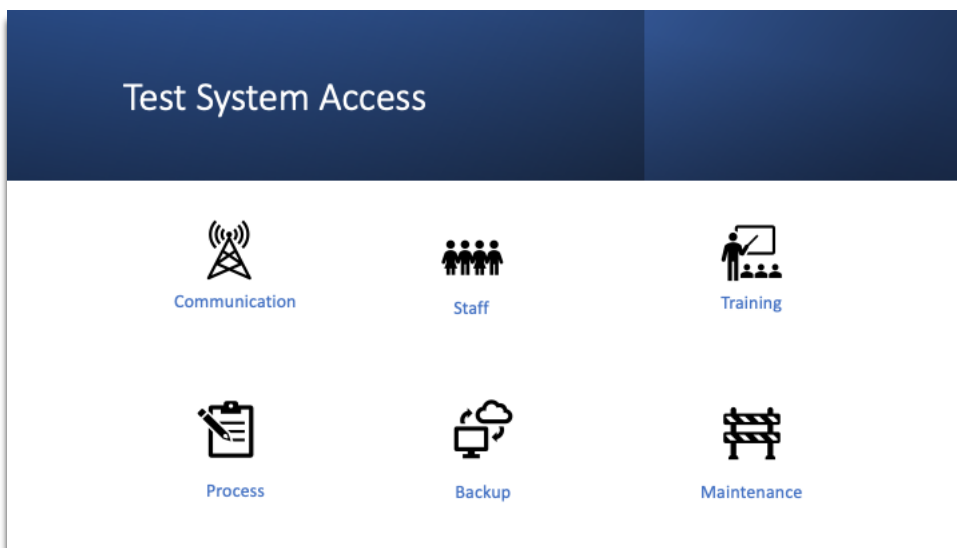 Test System Access
Communication
Staff
Training
Process
Backup
Maintenance